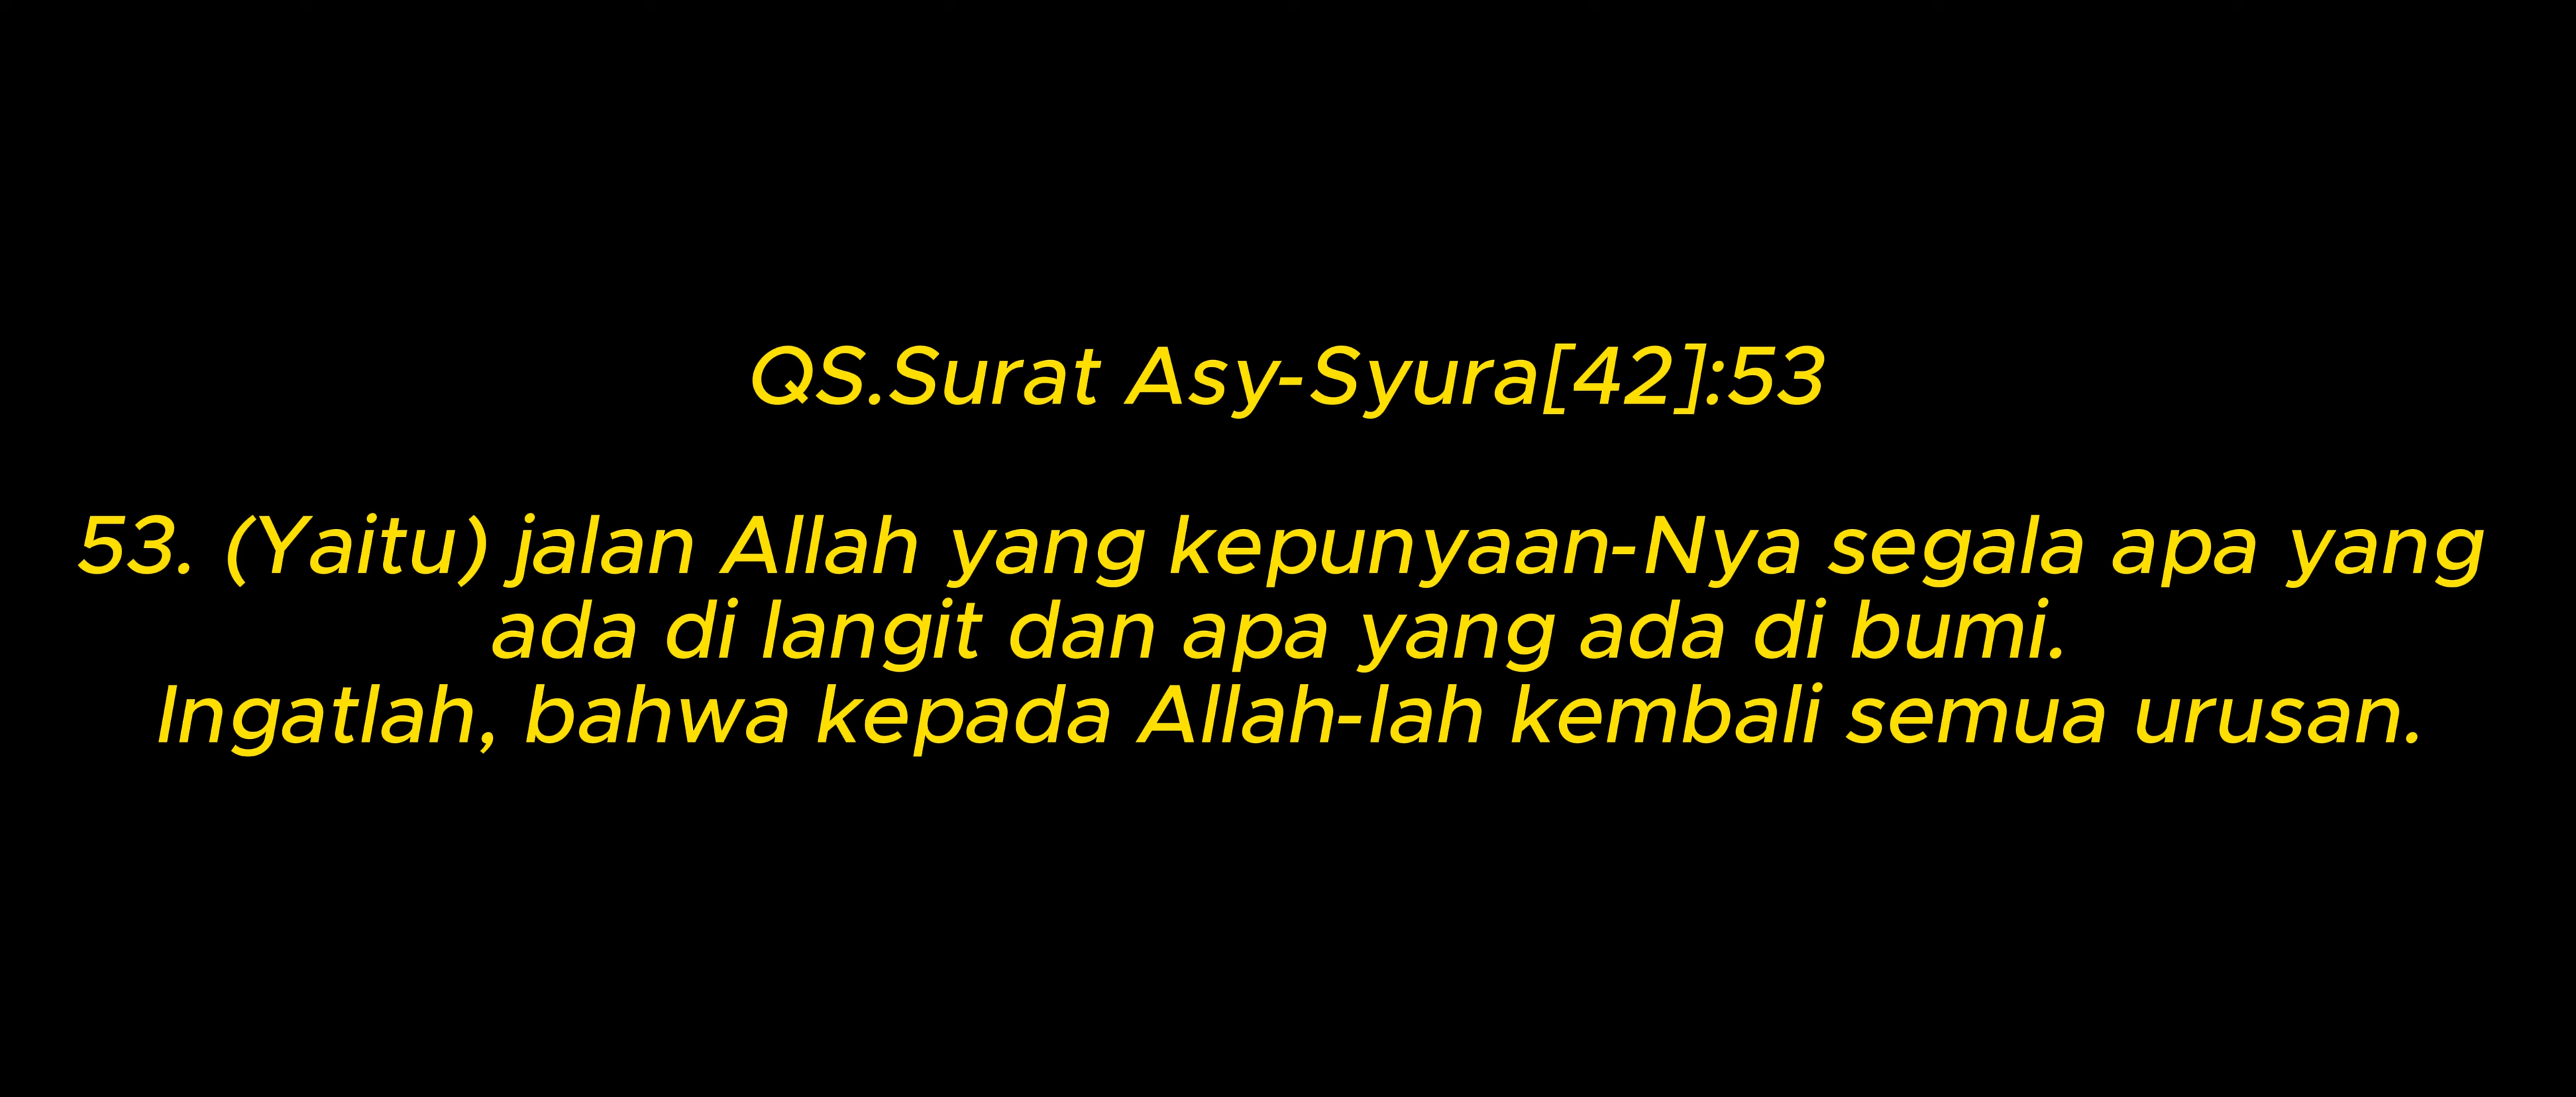 QS.Surat Asy-Syura[42]:53
53. (Yaitu) jalan Allah yang kepunyaan-Nya segala apa yang
ada di langit dan apa yang ada di bumi.
Ingatlah, bahwa kepada Allah-lah kembali semua urusan.